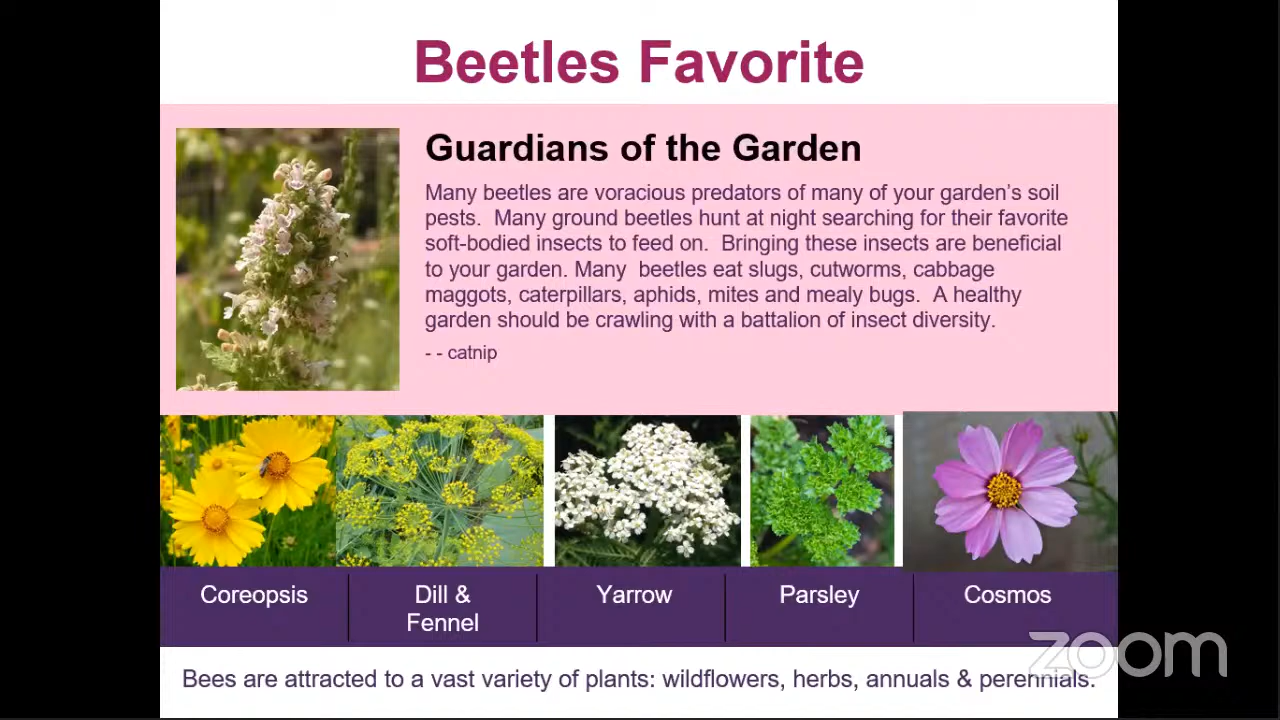 Beetles Favorite
Guardians of the Garden
Many beetles are voracious predators of many of your garden's soil
pests.  Many ground beetles hunt at night searching for their favorite
soft-bodied insects to feed on.  Bringing these insects are beneficial
to your garden. Many  beetles eat slugs, cutworms, cabbage
maggots, caterpillars, aphids, mites and mealy bugs.  A healthy
garden should be crawling with a battalion of insect diversity.
- - catnip
Coreopsis
Dill &
Fennel
Yarrow
Parsley
Cosmos
zoom
Bees are attracted to a vast variety of plants: wildflowers, herbs, annuals & perennials.